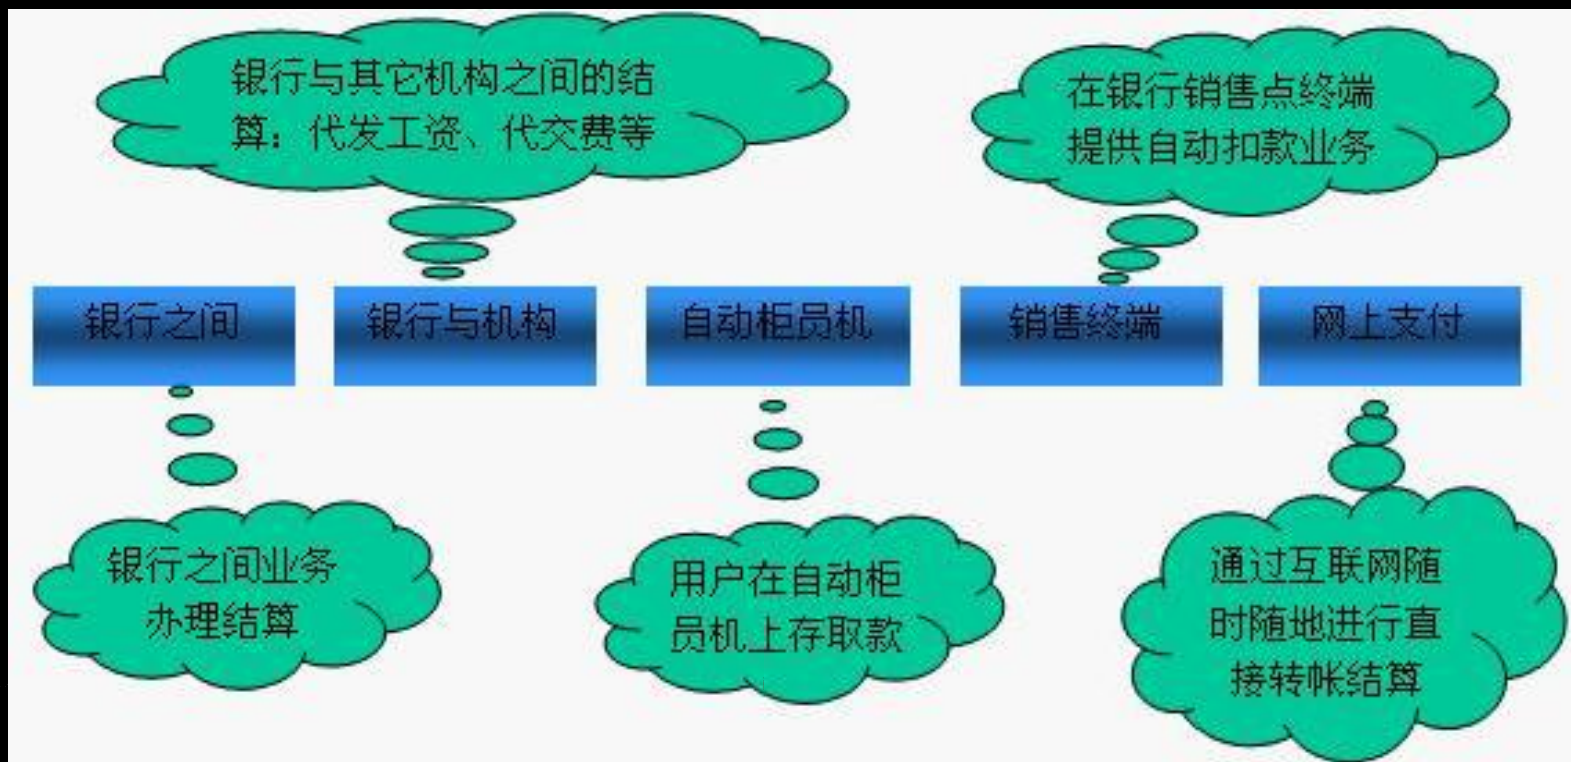 银行与其它机构之间的结
算：代发工资、代交费等
在银行销售点终端
提供自动扣款业务
银行之间
银行与机构
自动柜员机
销售终端
网上支付
银行之间业务
办理结算
用户在自动柜
员机上存取款
通过互联网随
时随地进行直
接转帐结算